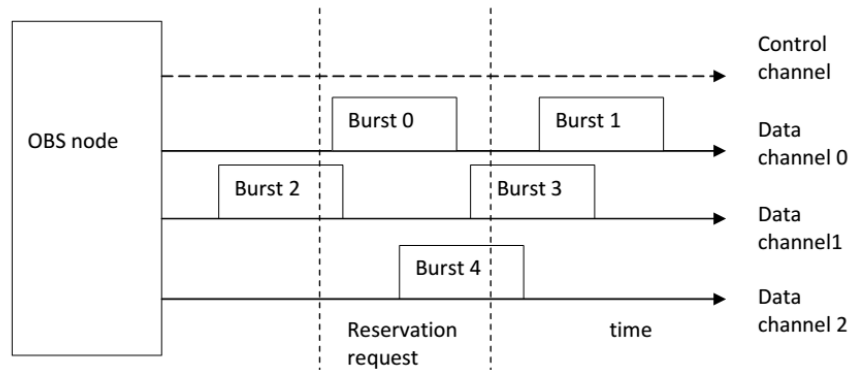 Control
channel
OBS node
Burst 0
Burst 1
Data
channel 0
Burst 2
Burst 3
Data
channel1
Burst 4
Data
channel 2
Reservation
request
time